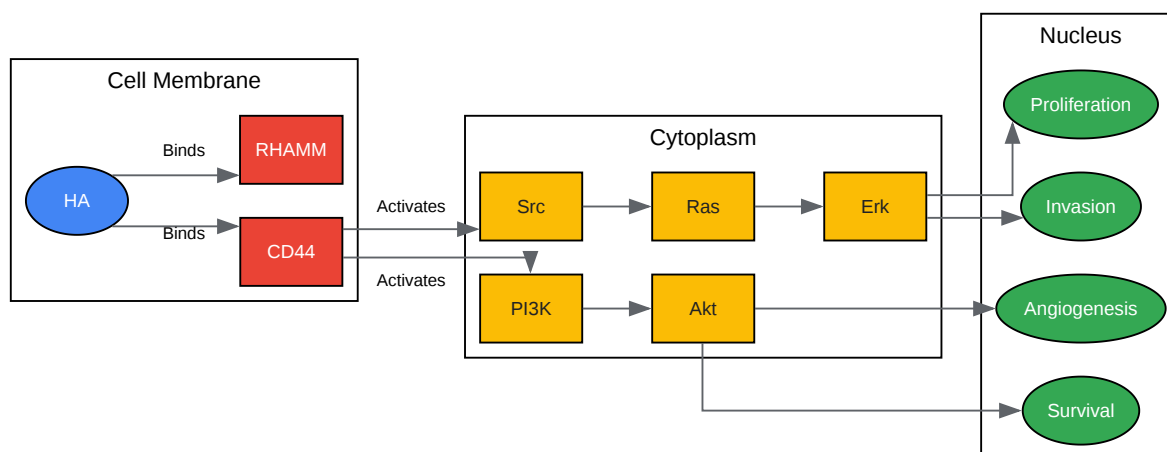 Cell Membrane
HA
Binds
RHAMM
Binds
CD44
Activates
Activates
Cytoplasm
Src
Ras
Erk
PI3K
Akt
Nucleus
Proliferation
Invasion
Angiogenesis
Survival